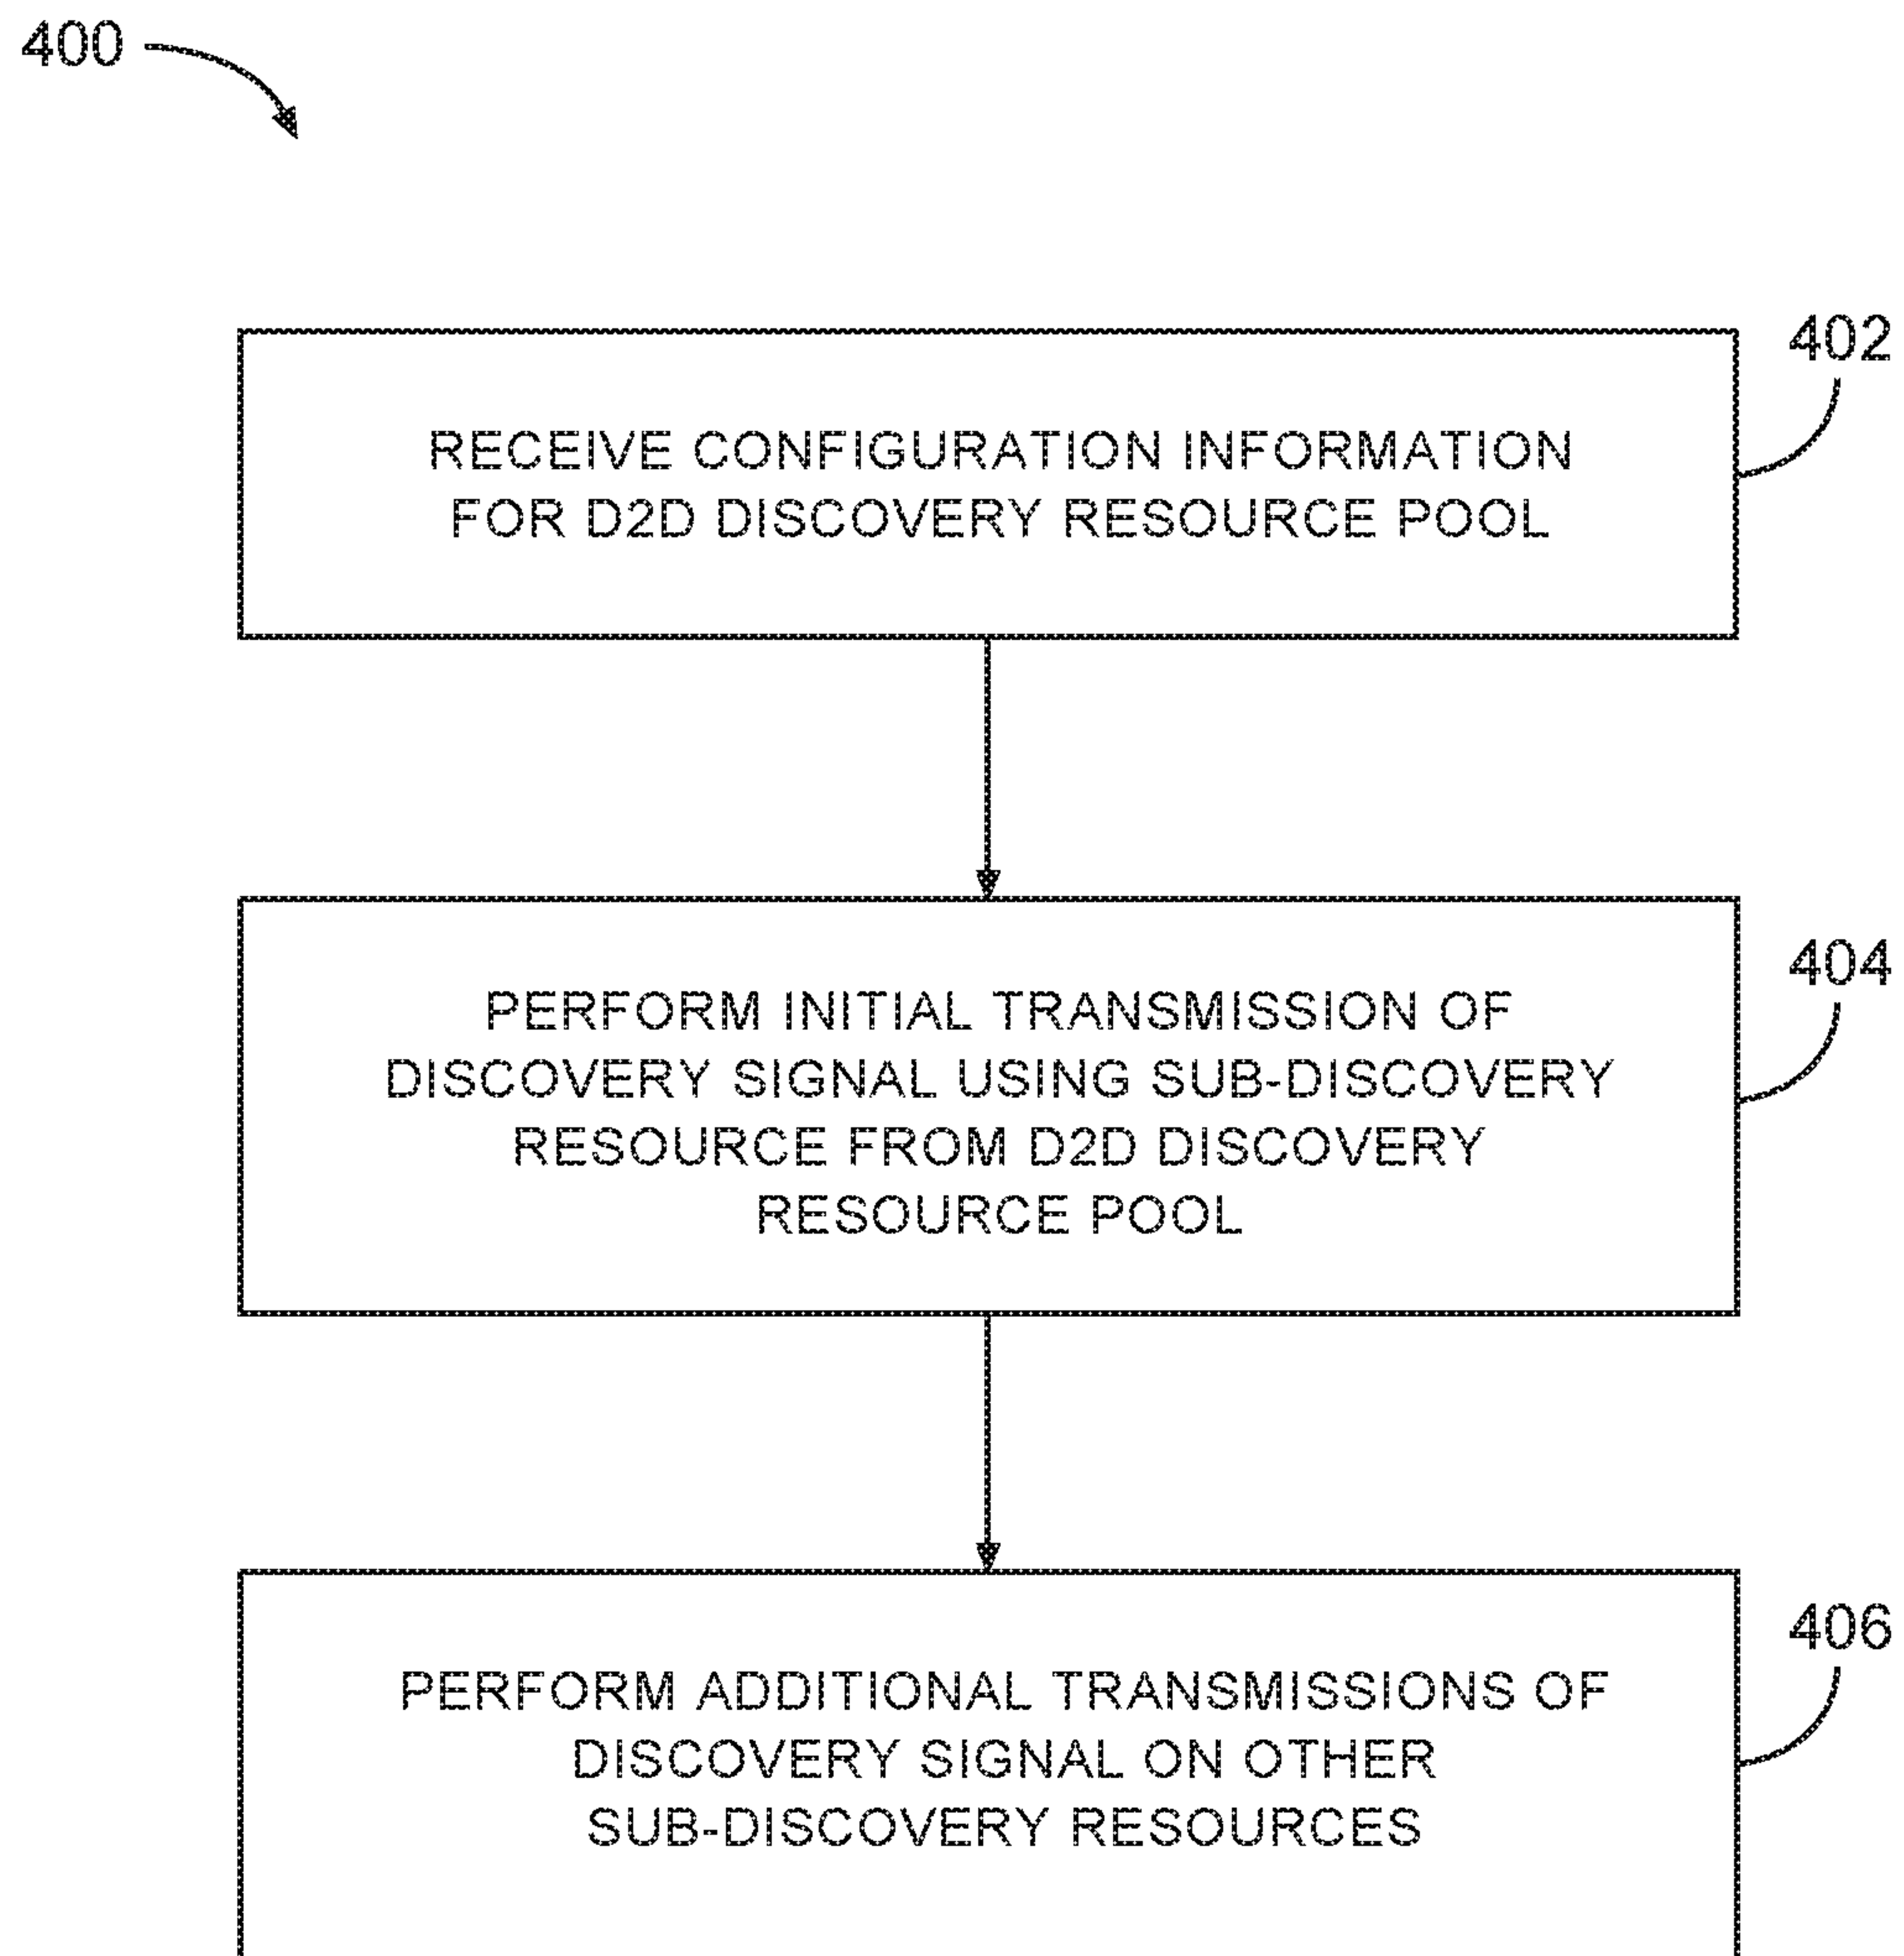 400
402
RECEIVE CONFIGURATION INFORMATION
FOR D2D DISCOVERY RESOURCE POOL
404
PERFORM INITIAL TRANSMISSION OF
DISCOVERY SIGNAL USING SUB-DISCOVERY
RESOURCE FROM D2D DISCOVERY
RESOURCE POOL
406
PERFORM ADDITIONAL TRANSMISSIONS OF
DISCOVERY SIGNAL ON OTHER
SUB-DISCOVERY RESOURCES